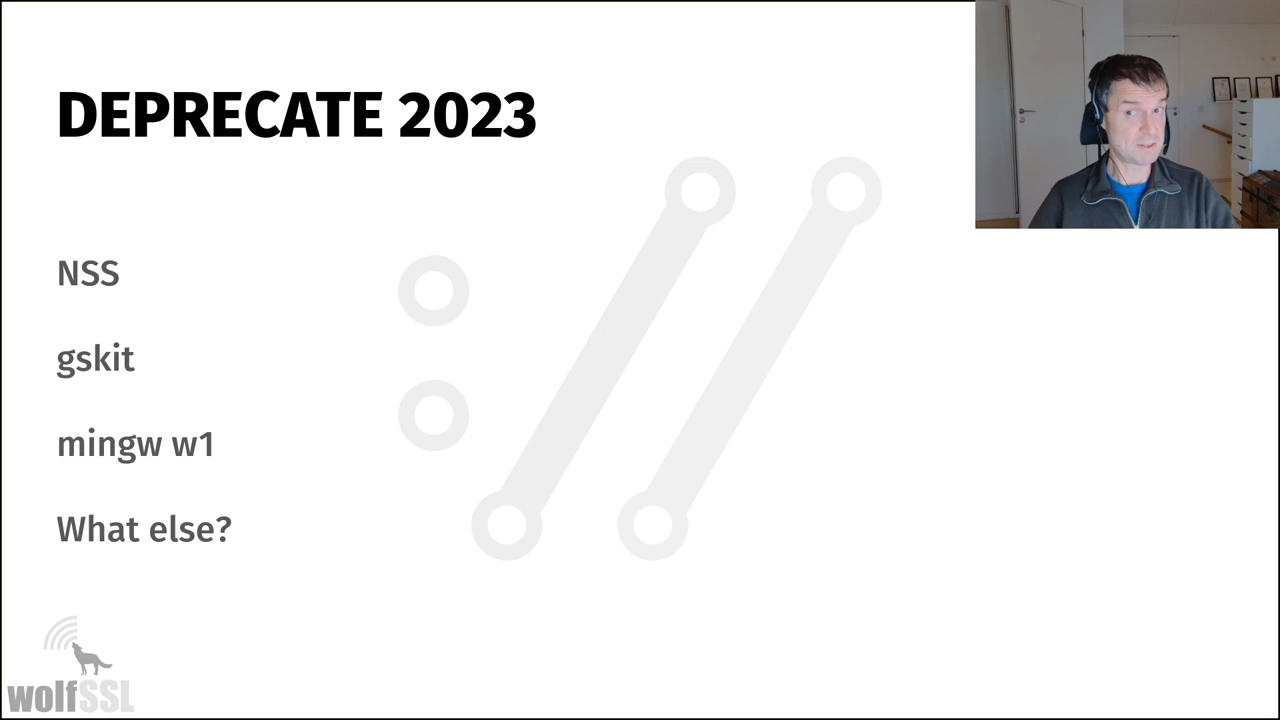 DEPRECATE 2023
NSS
gskit
mingw w1
What else?
wolfSSL